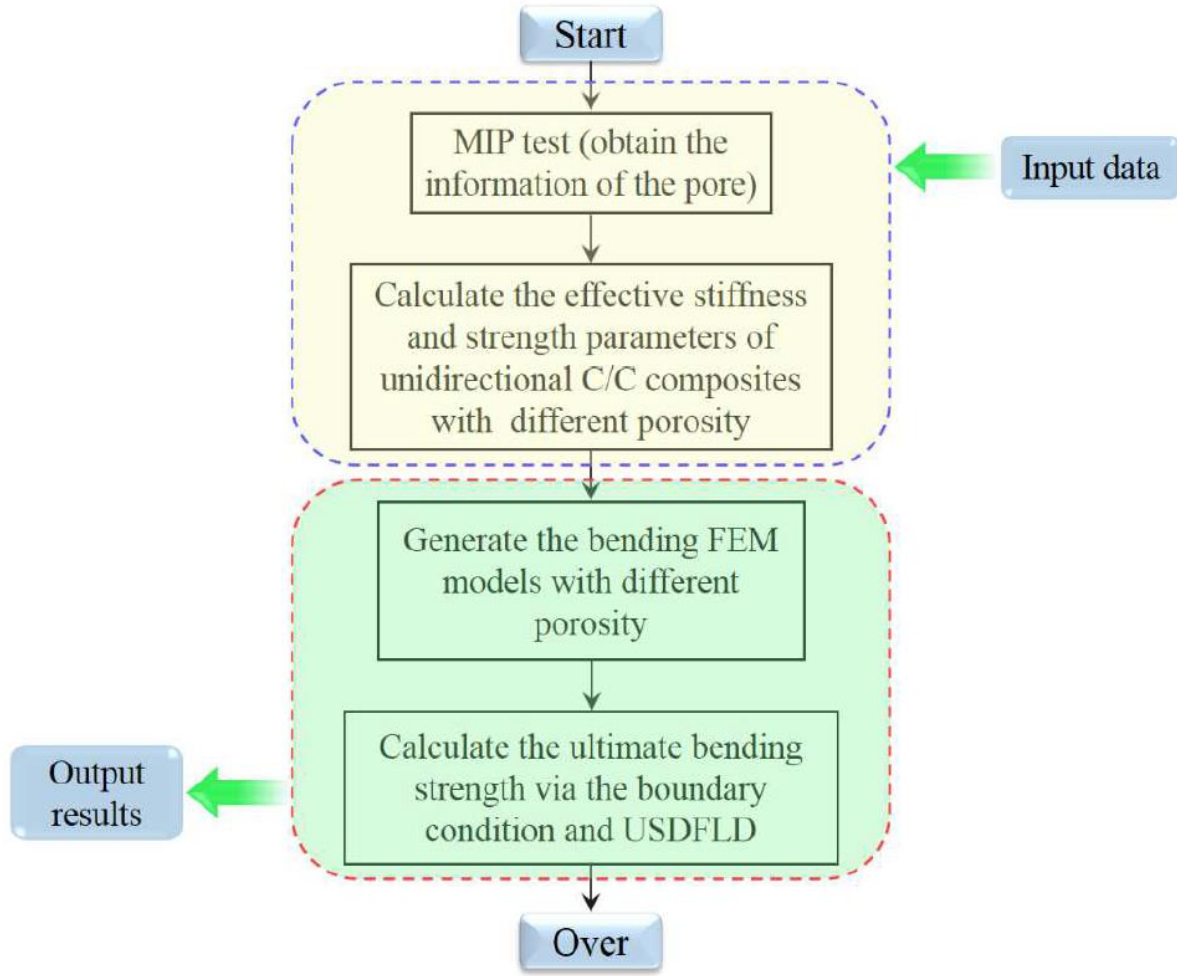 Start
MIP test (obtain the
information of the pore)
Input data
Calculate the effective stiffness
and strength parameters of
unidirectional C/C composites
with different porosity
Generate the bending FEM
models with different
porosity
Calculate the ultimate bending
strength via the boundary
condition and USDFLD
Output
results
Over